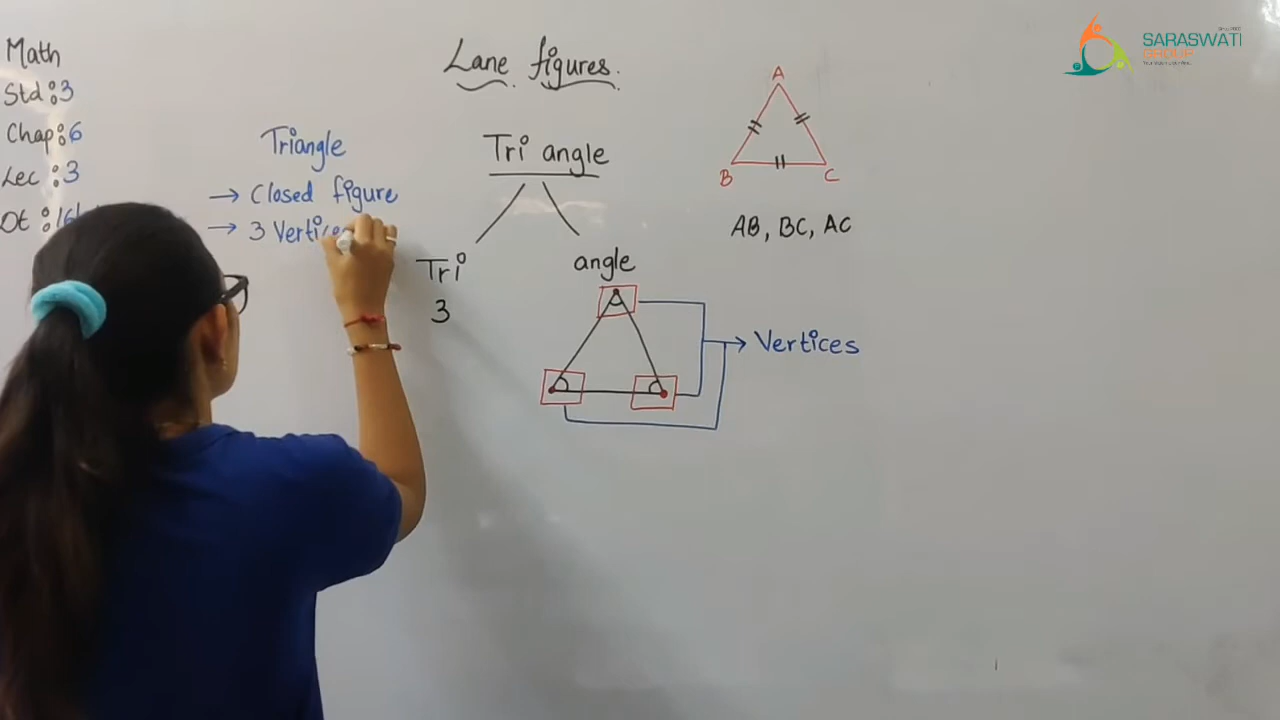 Math
Std : 3
Chap : 6
Lec : 3
Dt :
Lane figures.
Triangle
→ Closed figure
→ 3 Vertices
Tri angle
Tri
3
angle
Vertices
A
B
C
AB, BC, AC
SARASWATI
GROUP